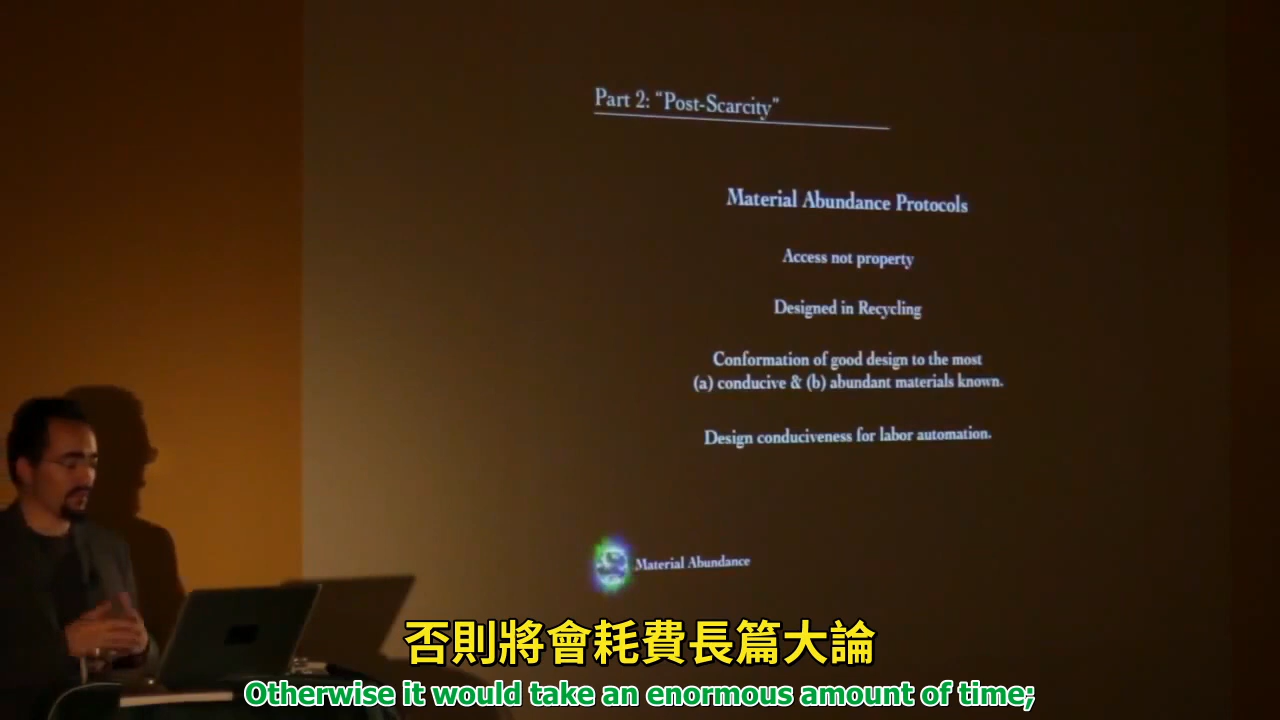 Part 2: "Post-Scarcity"
Material Abundance Protocols
Access not property
Designed in Recycling
Conformation of good design to the most
(a) conducive & (b) abundant materials known.
Design conduciveness for labor automation.
Material Abundance
否則將會耗費長篇大論
Otherwise it would take an enormous amount of time;